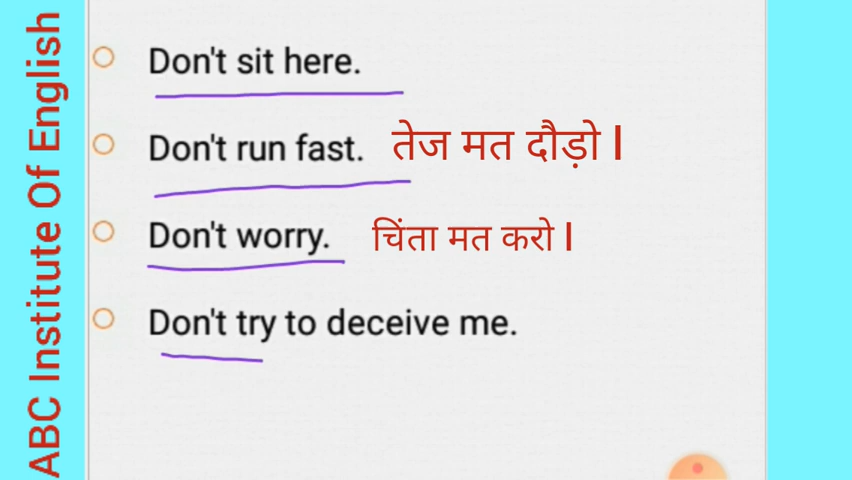 ABC Institute Of English
Don't sit here.
Don't run fast. तेज मत दौड़ो l
Don't worry. चिंता मत करो l
Don't try to deceive me.